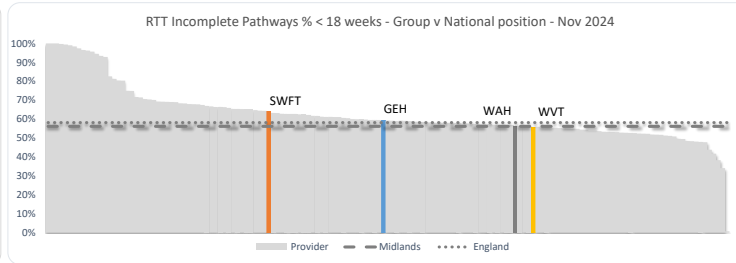 RTT Incomplete Pathways % < 18 weeks - Group v National position - Nov 2024
100%
90%
80%
70%
60%
50%
40%
30%
20%
10%
0%
SWFT
GEH
WAH
WVT
Provider
Midlands
England